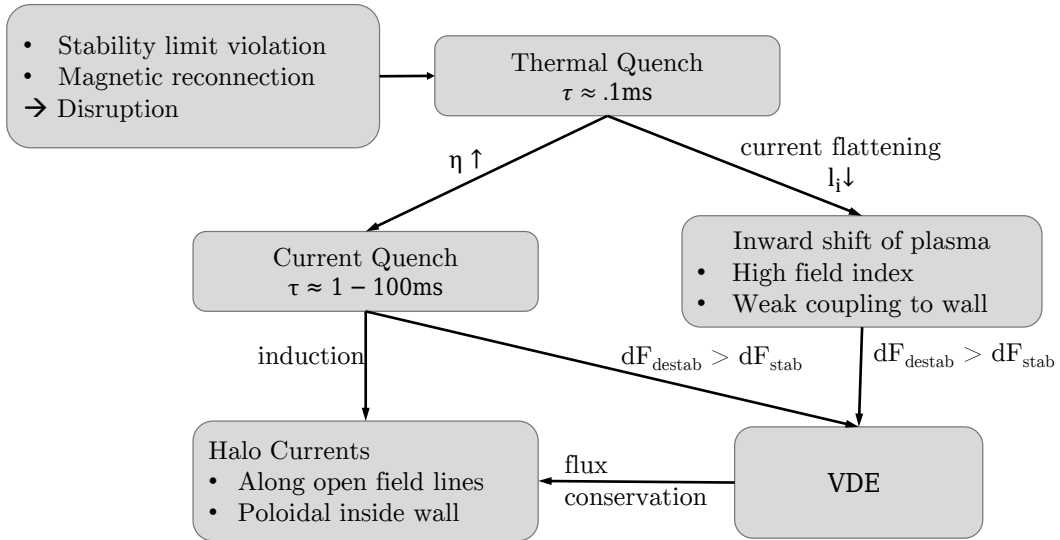 • Stability limit violation
• Magnetic reconnection
→ Disruption
Thermal Quench
τ ≈ .1ms
η ↑
current flattening
l_i↓
Current Quench
τ ≈ 1 − 100ms
Inward shift of plasma
• High field index
• Weak coupling to wall
induction
dF_destab > dF_stab
dF_destab > dF_stab
Halo Currents
• Along open field lines
• Poloidal inside wall
flux
conservation
VDE